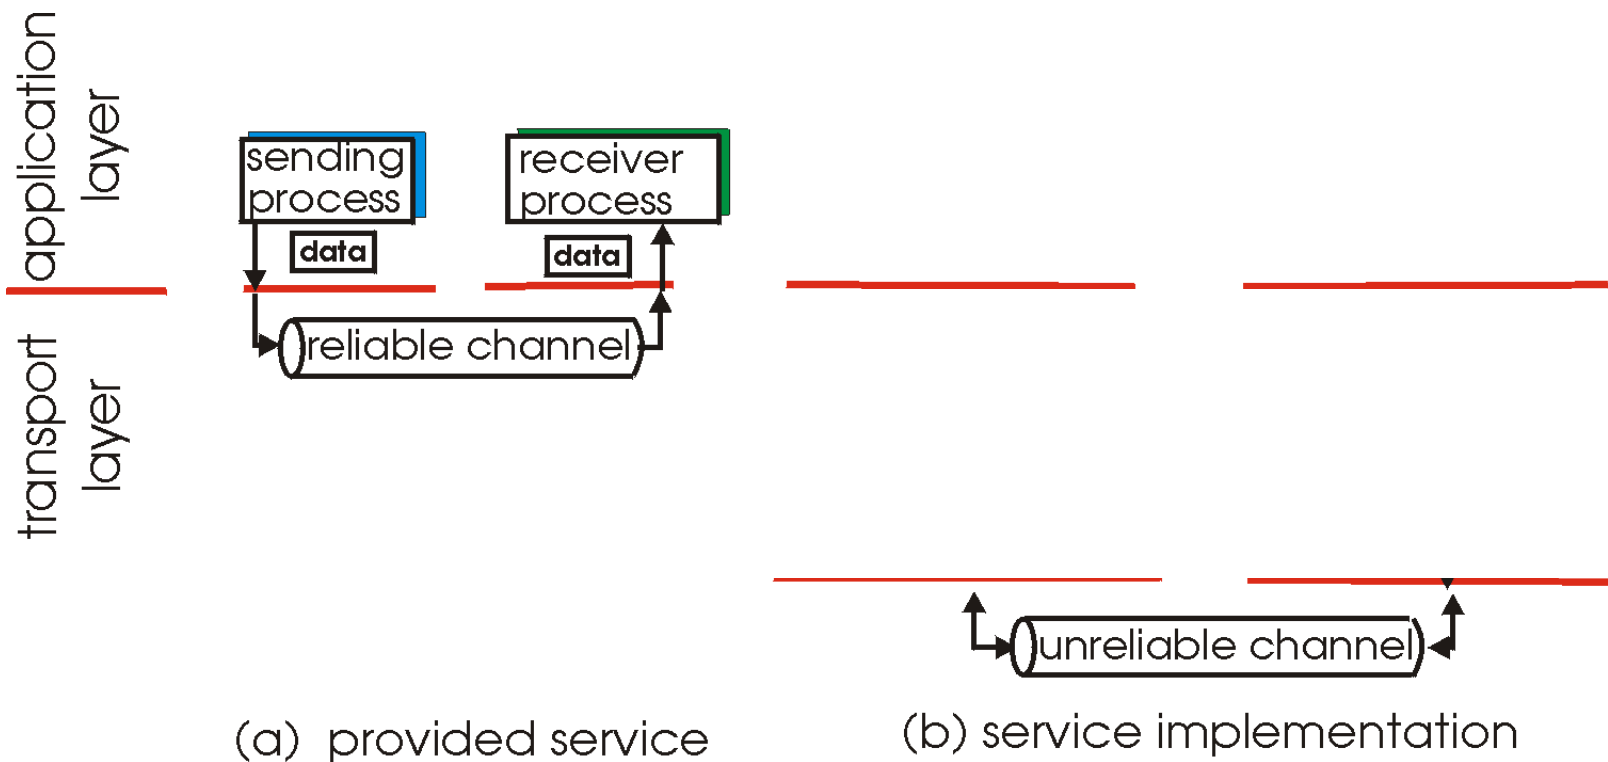 application
layer
transport
layer
sending
process
receiver
process
data
data
reliable channel
unreliable channel
(a) provided service
(b) service implementation